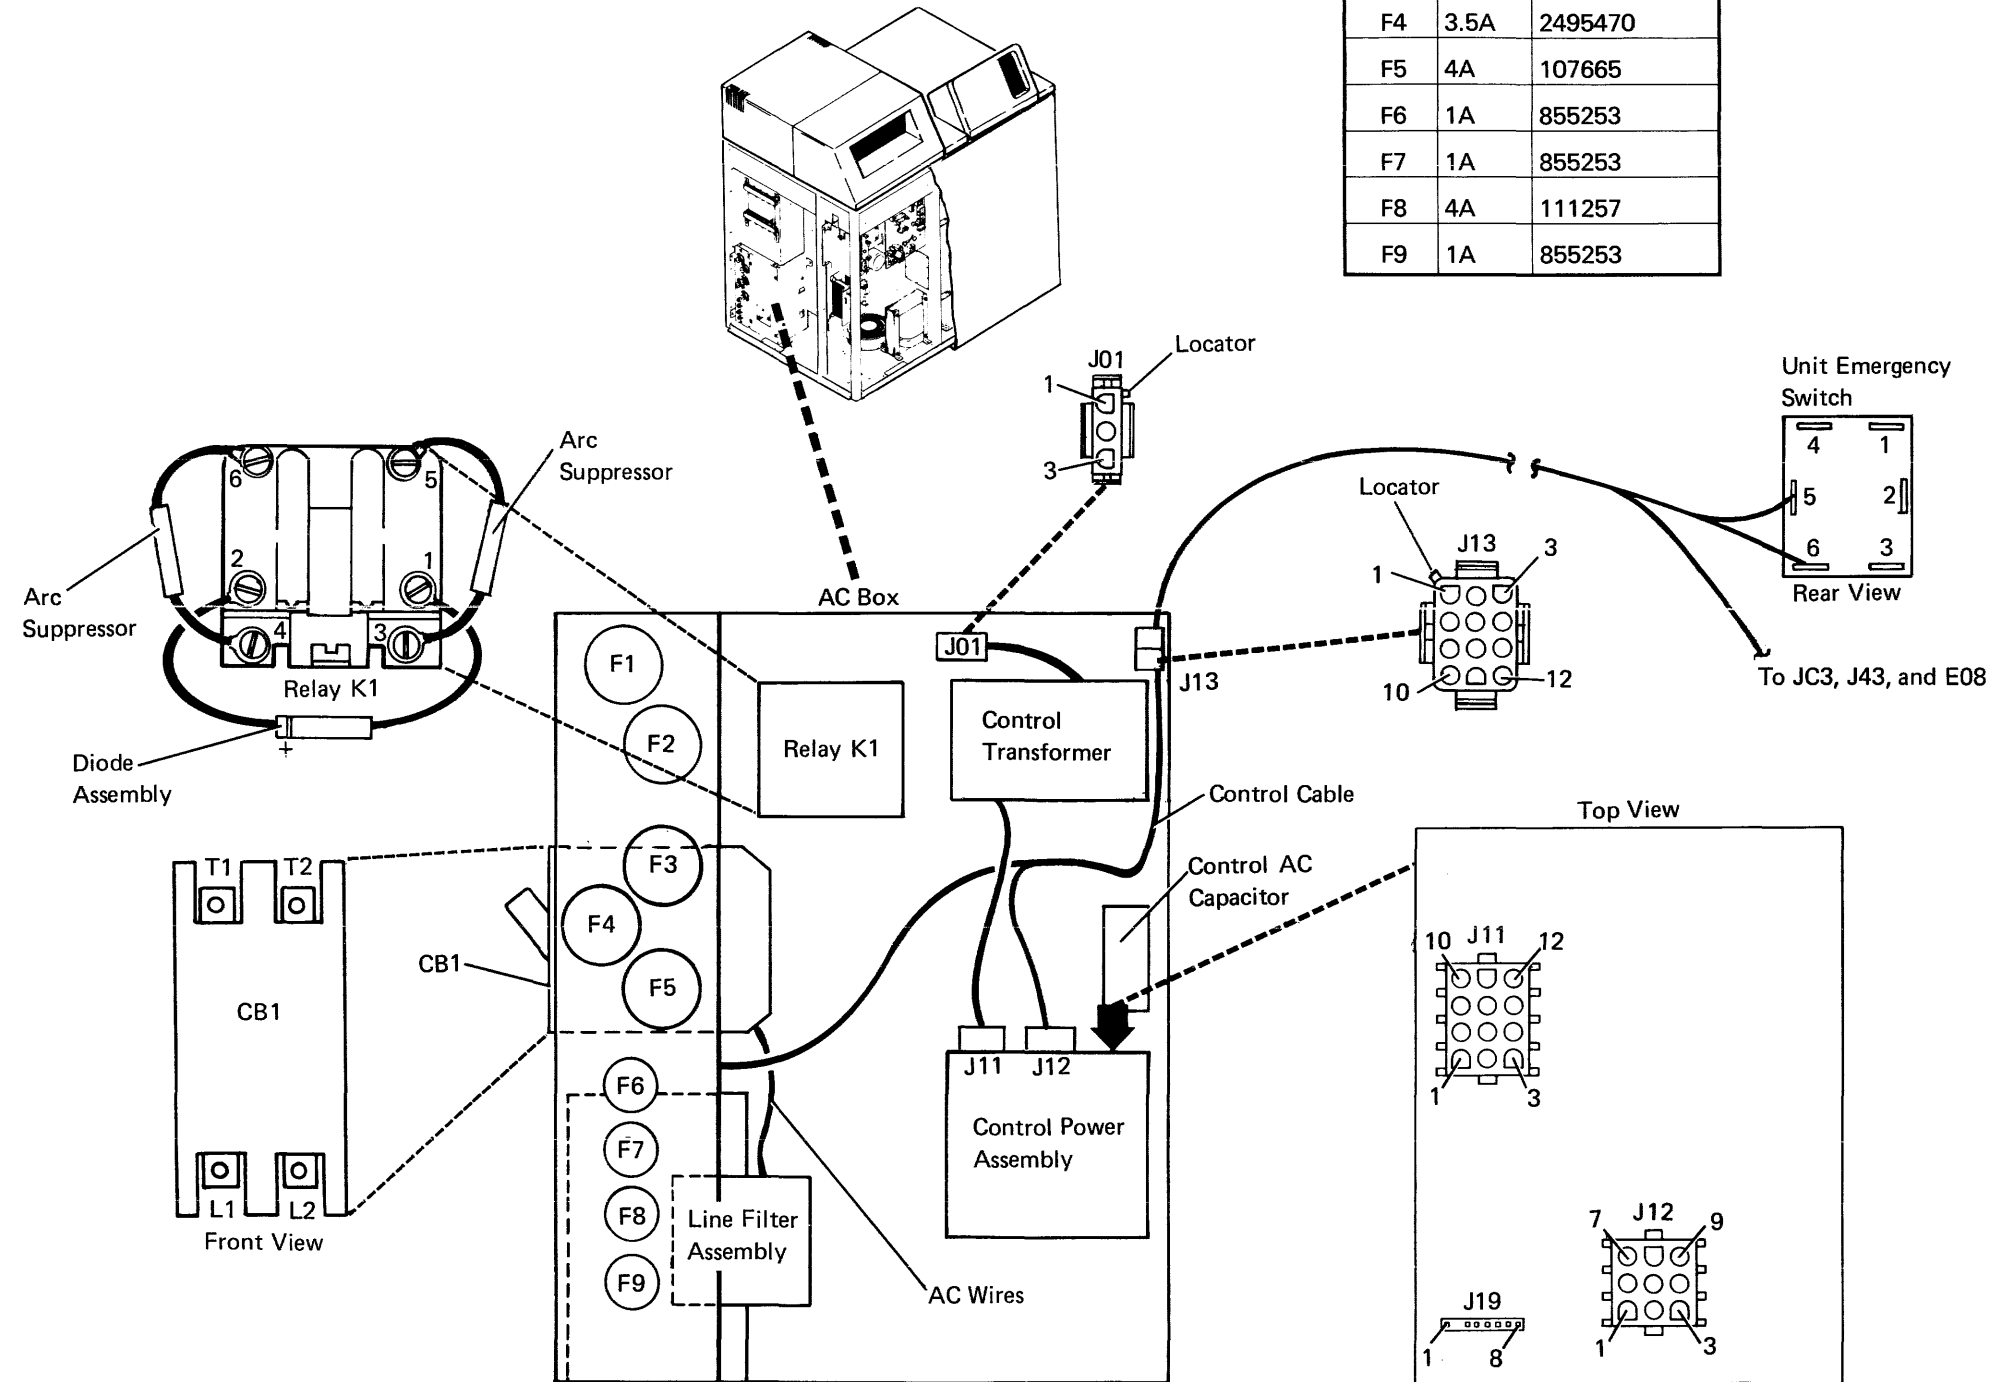 F4 3.5A 2495470
F5 4A 107665
F6 1A 855253
F7 1A 855253
F8 4A 111257
F9 1A 855253
Locator
J01
1
3
Unit Emergency
Switch
4 1
5 2
6 3
Rear View
Arc
Suppressor
6 5
2 1
4 3
Relay K1
Arc
Suppressor
Diode
Assembly
+
Locator
J13
1 3
10 12
To JC3, J43, and E08
AC Box
F1
F2
F3
F4
F5
F6
F7
F8
F9
J01
J13
Relay K1
Control
Transformer
Control Cable
Control AC
Capacitor
T1 T2
CB1
L1 L2
Front View
CB1
J11 J12
Control Power
Assembly
Line Filter
Assembly
AC Wires
Top View
10 J11 12
1 3
7 J12 9
1 3
J19
1 8